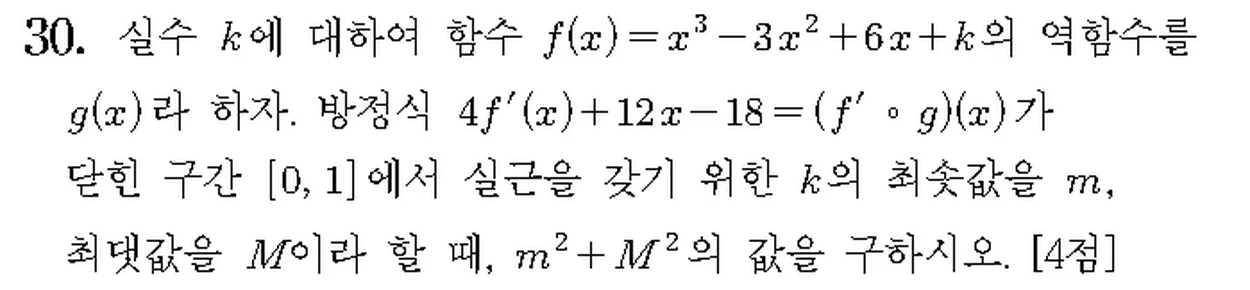 30. 실수 k에 대하여 함수 f(x)=x³-3x²+6x+k의 역함수를
g(x)라 하자. 방정식 4f′(x)+12x-18=(f′ ∘ g)(x)가
닫힌 구간 [0, 1]에서 실근을 갖기 위한 k의 최솟값을 m,
최댓값을 M이라 할 때, m²+M²의 값을 구하시오. [4점]